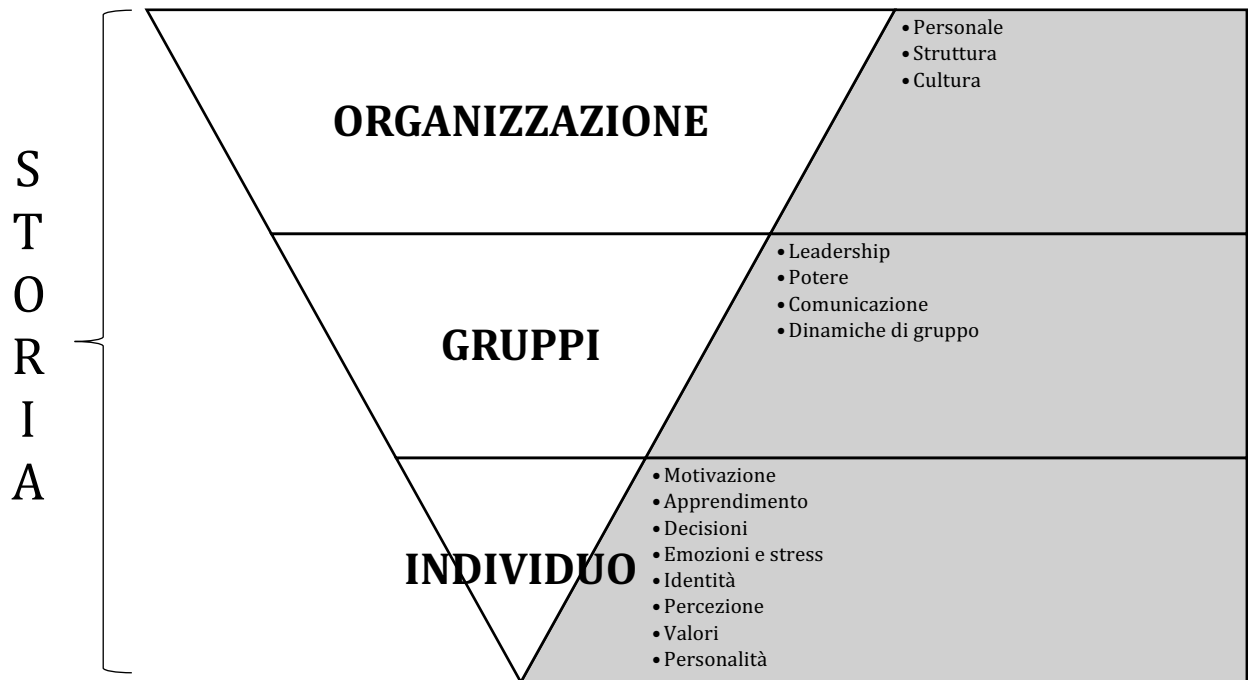 STORIA
ORGANIZZAZIONE
• Personale
• Struttura
• Cultura
GRUPPI
• Leadership
• Potere
• Comunicazione
• Dinamiche di gruppo
INDIVIDUO
• Motivazione
• Apprendimento
• Decisioni
• Emozioni e stress
• Identità
• Percezione
• Valori
• Personalità